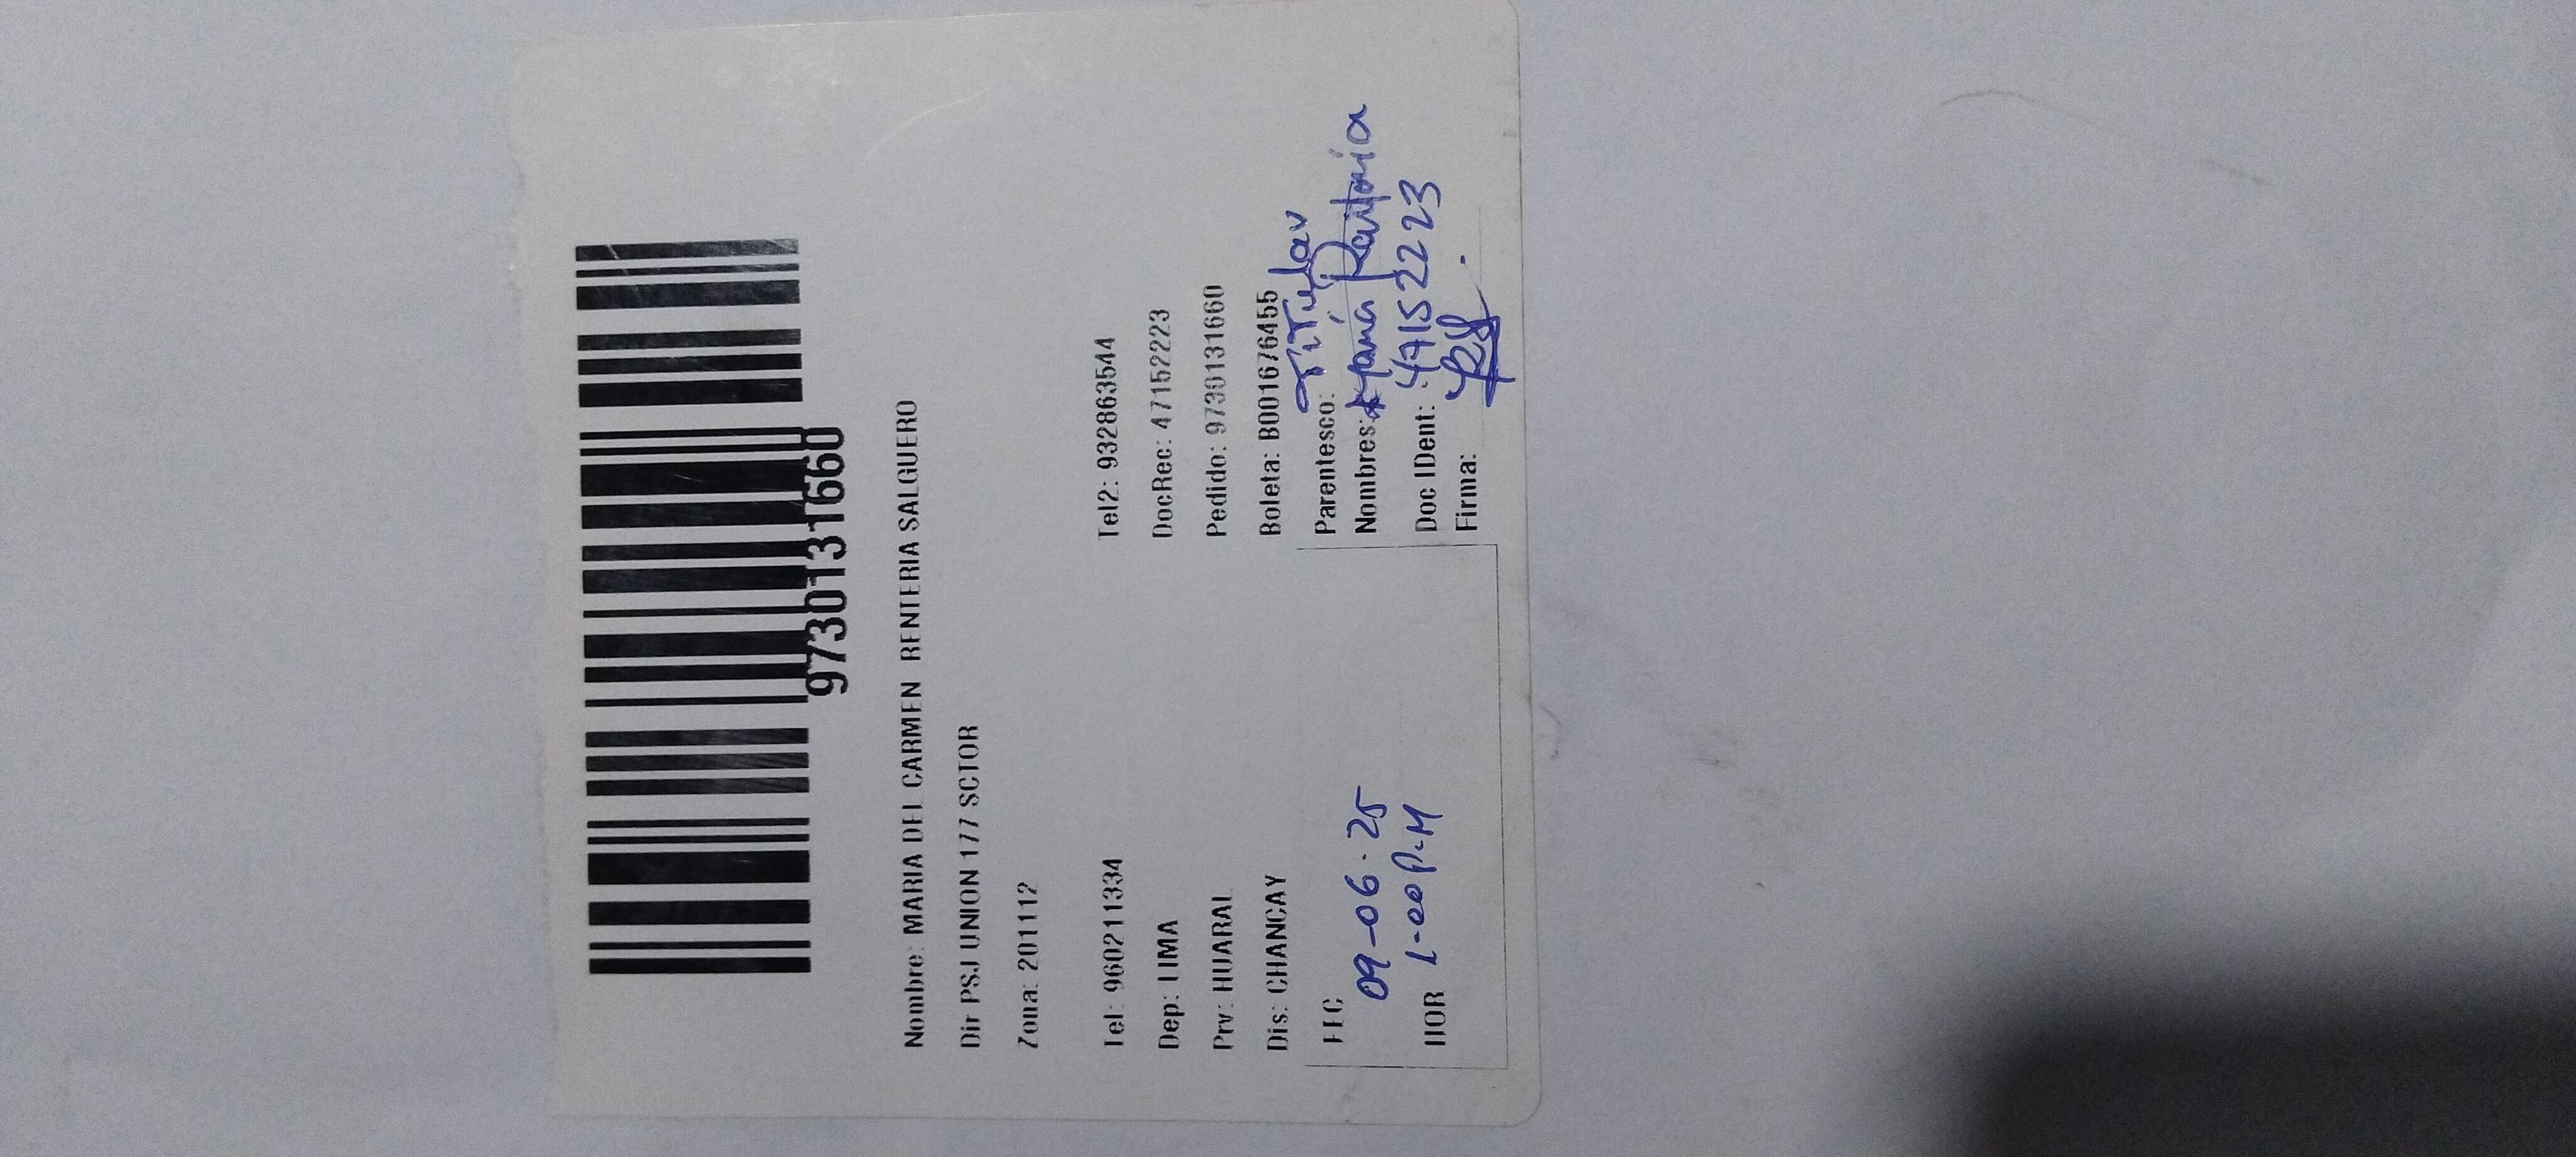 973013131660
Nombre: MARIA DEL CARMEN RENTERIA SALGUERO
Dir PSJ UNION 177 SCTOR
Zona: 201112
Tel: 960211334 Tel2: 932863544
Dep: LIMA DocRec: 47152223
Prv: HUARAL Pedido: 97301313166
Dis: CHANCAY Boleta: B001676455
FEC 09-06-25 Parentesco: Titular
Nombres: Maria Rentería
HOR 1-00 P.M Doc IDent: 47152223
Firma: